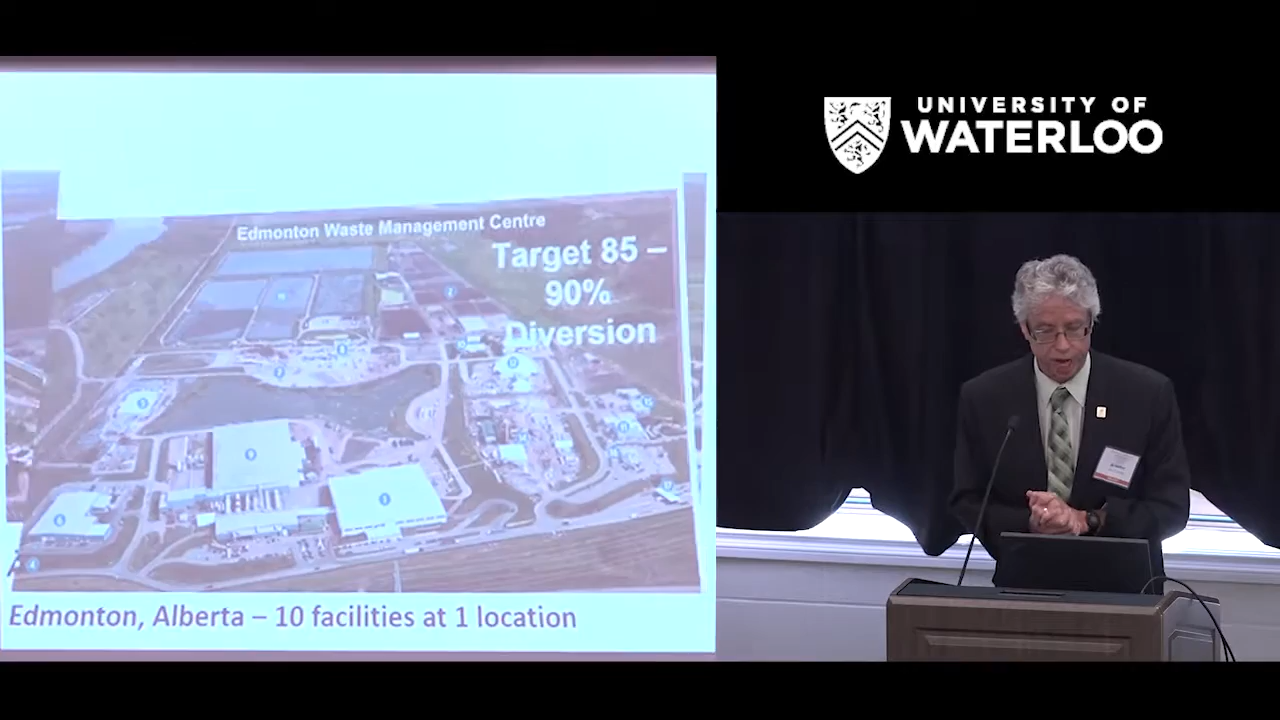 Edmonton Waste Management Centre
Target 85 –
90%
Diversion
Edmonton, Alberta – 10 facilities at 1 location
UNIVERSITY OF
WATERLOO